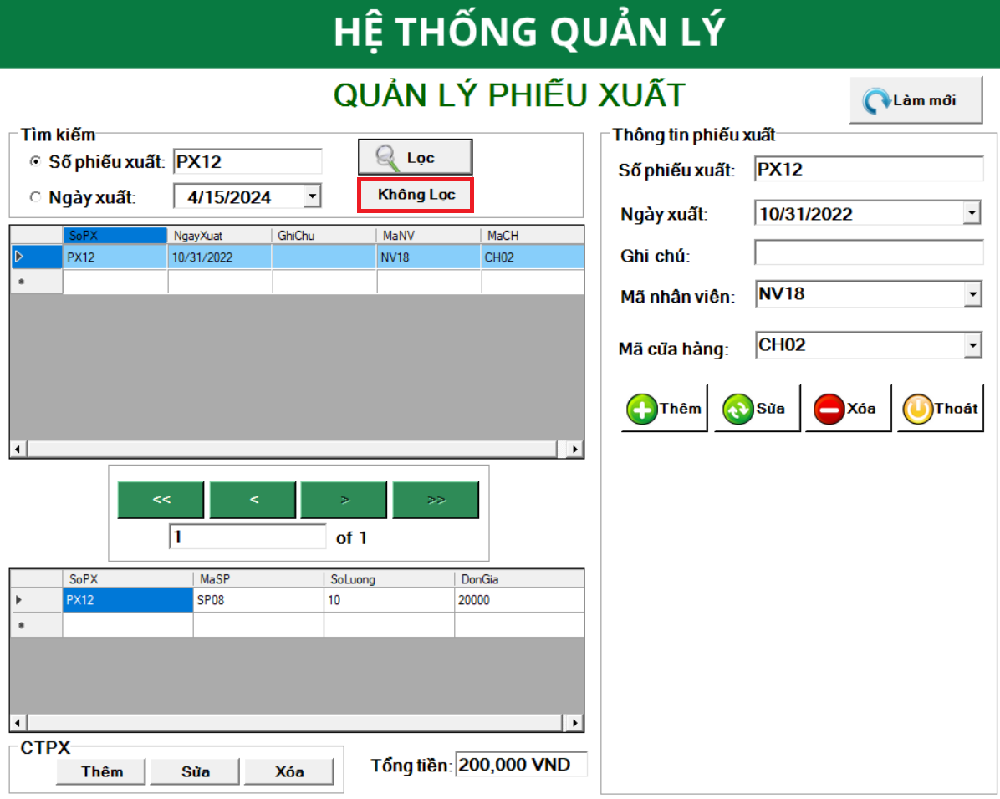 HỆ THỐNG QUẢN LÝ
QUẢN LÝ PHIẾU XUẤT
Làm mới
Tìm kiếm
Số phiếu xuất: PX12
Lọc
Ngày xuất: 4/15/2024
Không Lọc
SoPX NgayXuat GhiChu MaNV MaCH
PX12 10/31/2022 NV18 CH02
*
<< < > >>
1 of 1
SoPX MaSP SoLuong DonGia
PX12 SP08 10 20000
*
CTPX
Thêm Sửa Xóa
Tổng tiền: 200,000 VND
Thông tin phiếu xuất
Số phiếu xuất: PX12
Ngày xuất: 10/31/2022
Ghi chú:
Mã nhân viên: NV18
Mã cửa hàng: CH02
Thêm Sửa Xóa Thoát